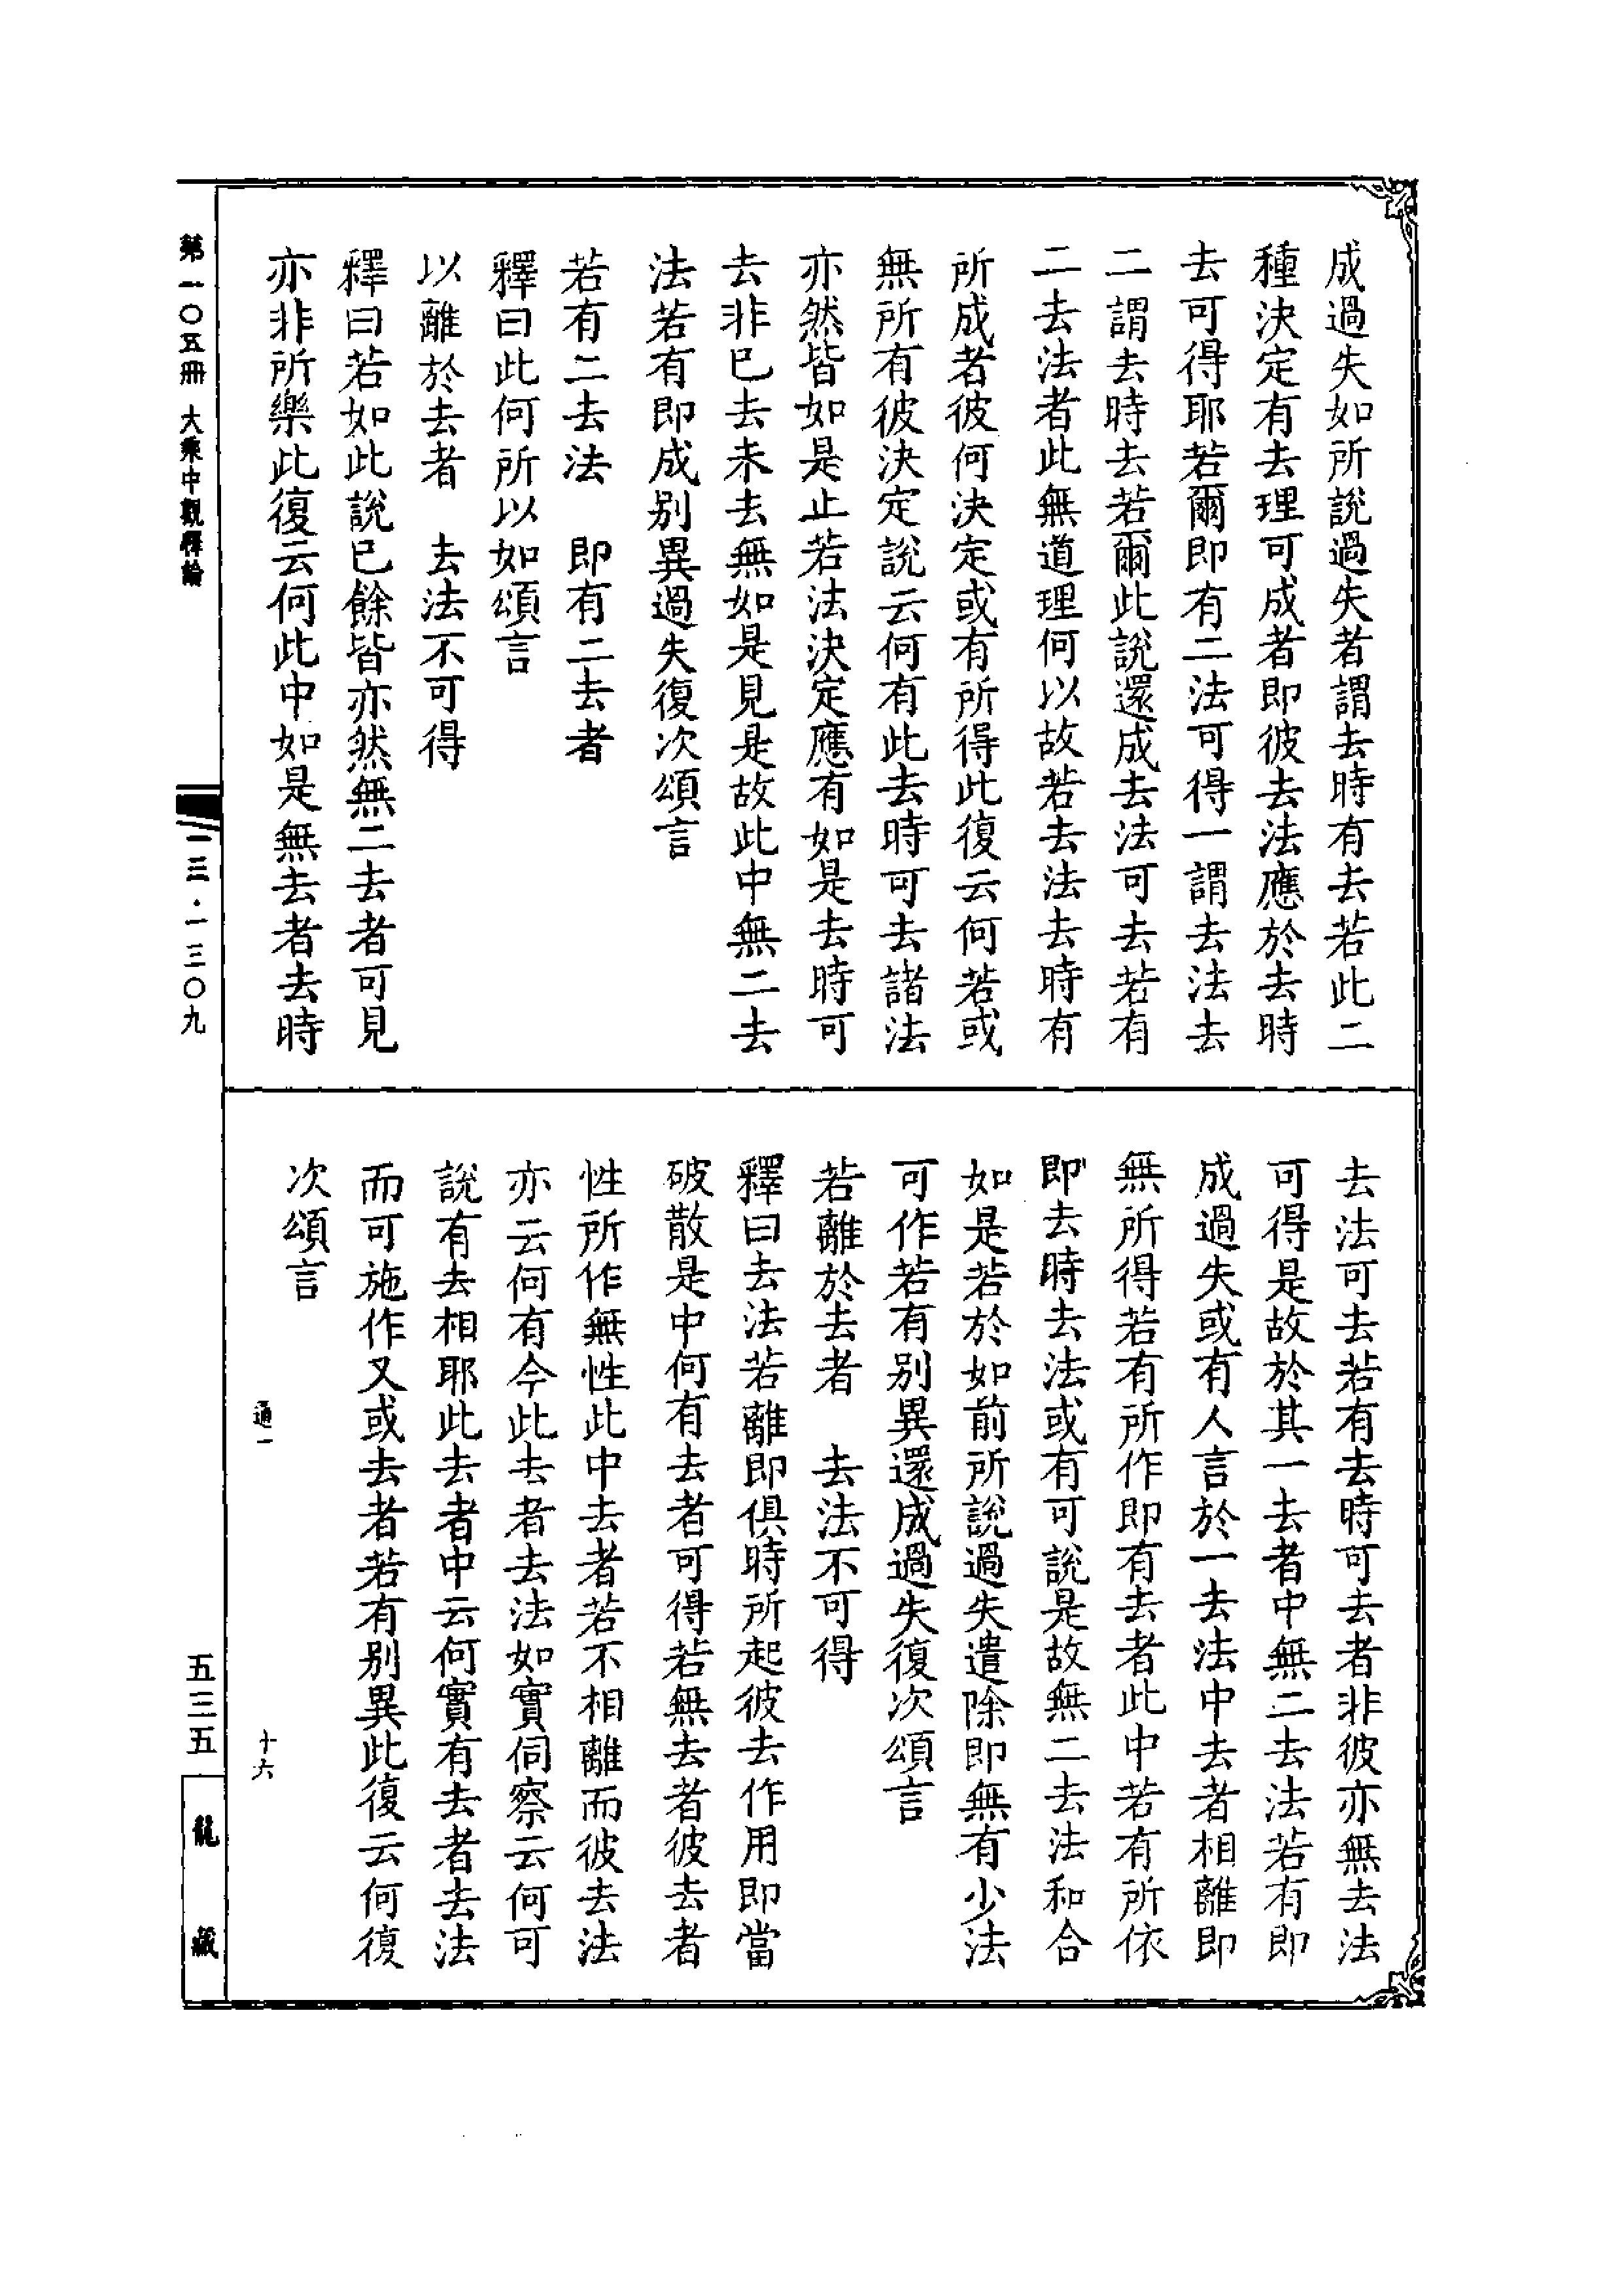 成過失如所說過失者謂去時有去若此二
種決定有去理可成者即彼去法應於去時
去可得耶若爾即有二法可得一謂去法去
二謂去時去若爾此說還成去法可去若有
二去法者此無道理何以故若去法去時有
所成者彼何決定或有所得此復云何若或
無所有彼決定說云何有此去時可去諸法
亦然皆如是止若法決定應有如是去時可
去非已去未去無如是見是故此中無二去
法若有即成別異過失復次頌言
若有二去法　即有二去者
釋曰此何所以如頌言
以離於去者　去法不可得
釋曰若如此說已餘皆亦然無二去者可見
亦非所樂此復云何此中如是無去者去時
去法可去若有去時可去者非彼亦無去法
可得是故於其一去者中無二去法若有即
成過失或有人言於一去法中去者相離即
無所得若有所作即有去者此中若有所依
即去時去法或有可說是故無二去法和合
如是若於如前所說過失遣除即無有少法
可作若有別異還成過失復次頌言
若離於去者　去法不可得
釋曰去法若離即俱時所起彼去作用即當
破散是中何有去者可得若無去者彼去者
性所作無性此中去者若不相離而彼去法
亦云何有今此去者去法如實伺察云何可
說有去相耶此去者中云何實有去者去法
而可施作又或去者若有別異此復云何復
次頌言
通一　十六
第一〇五冊　大乘中觀釋論
一三·一三〇九
五三五
龍藏